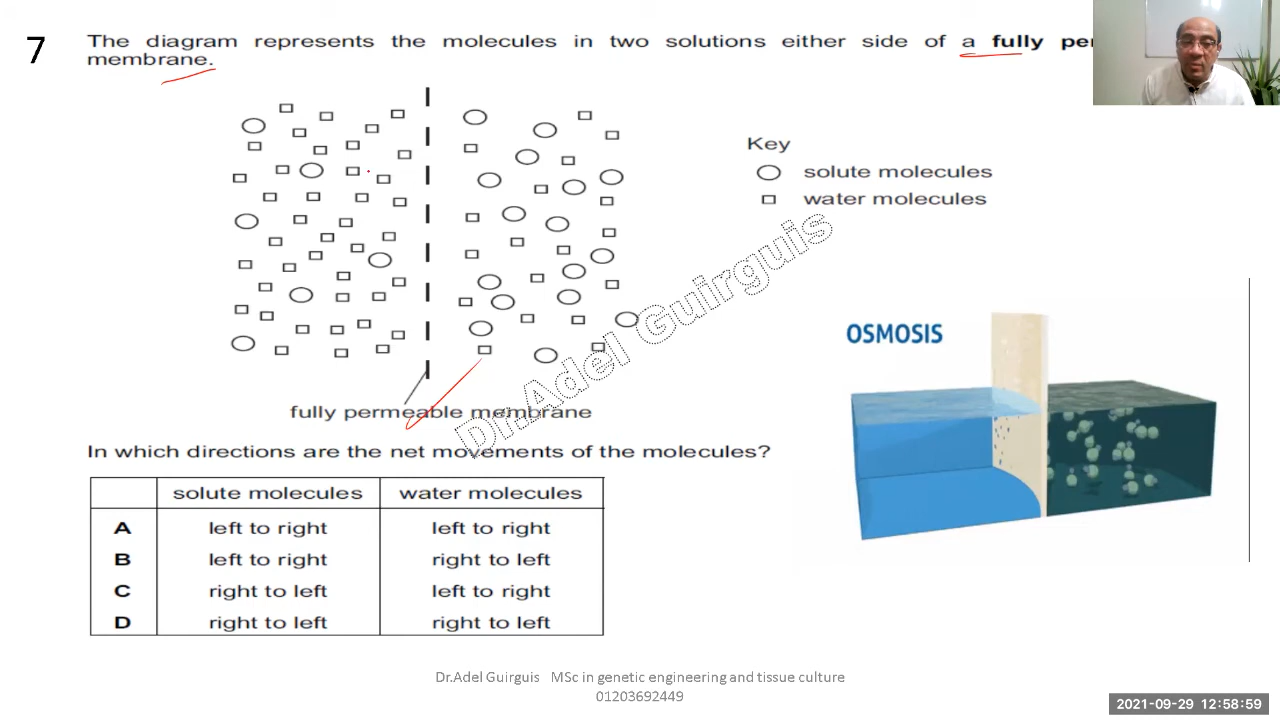 7
The diagram represents the molecules in two solutions either side of a fully
membrane.
Key
solute molecules
water molecules
Dr.Adel Guirguis
OSMOSIS
fully permeable membrane
In which directions are the net movements of the molecules?
solute molecules water molecules
A left to right left to right
B left to right right to left
C right to left left to right
D right to left right to left
Dr.Adel Guirguis MSc in genetic engineering and tissue culture
01203692449
2021-09-29 12:58:59